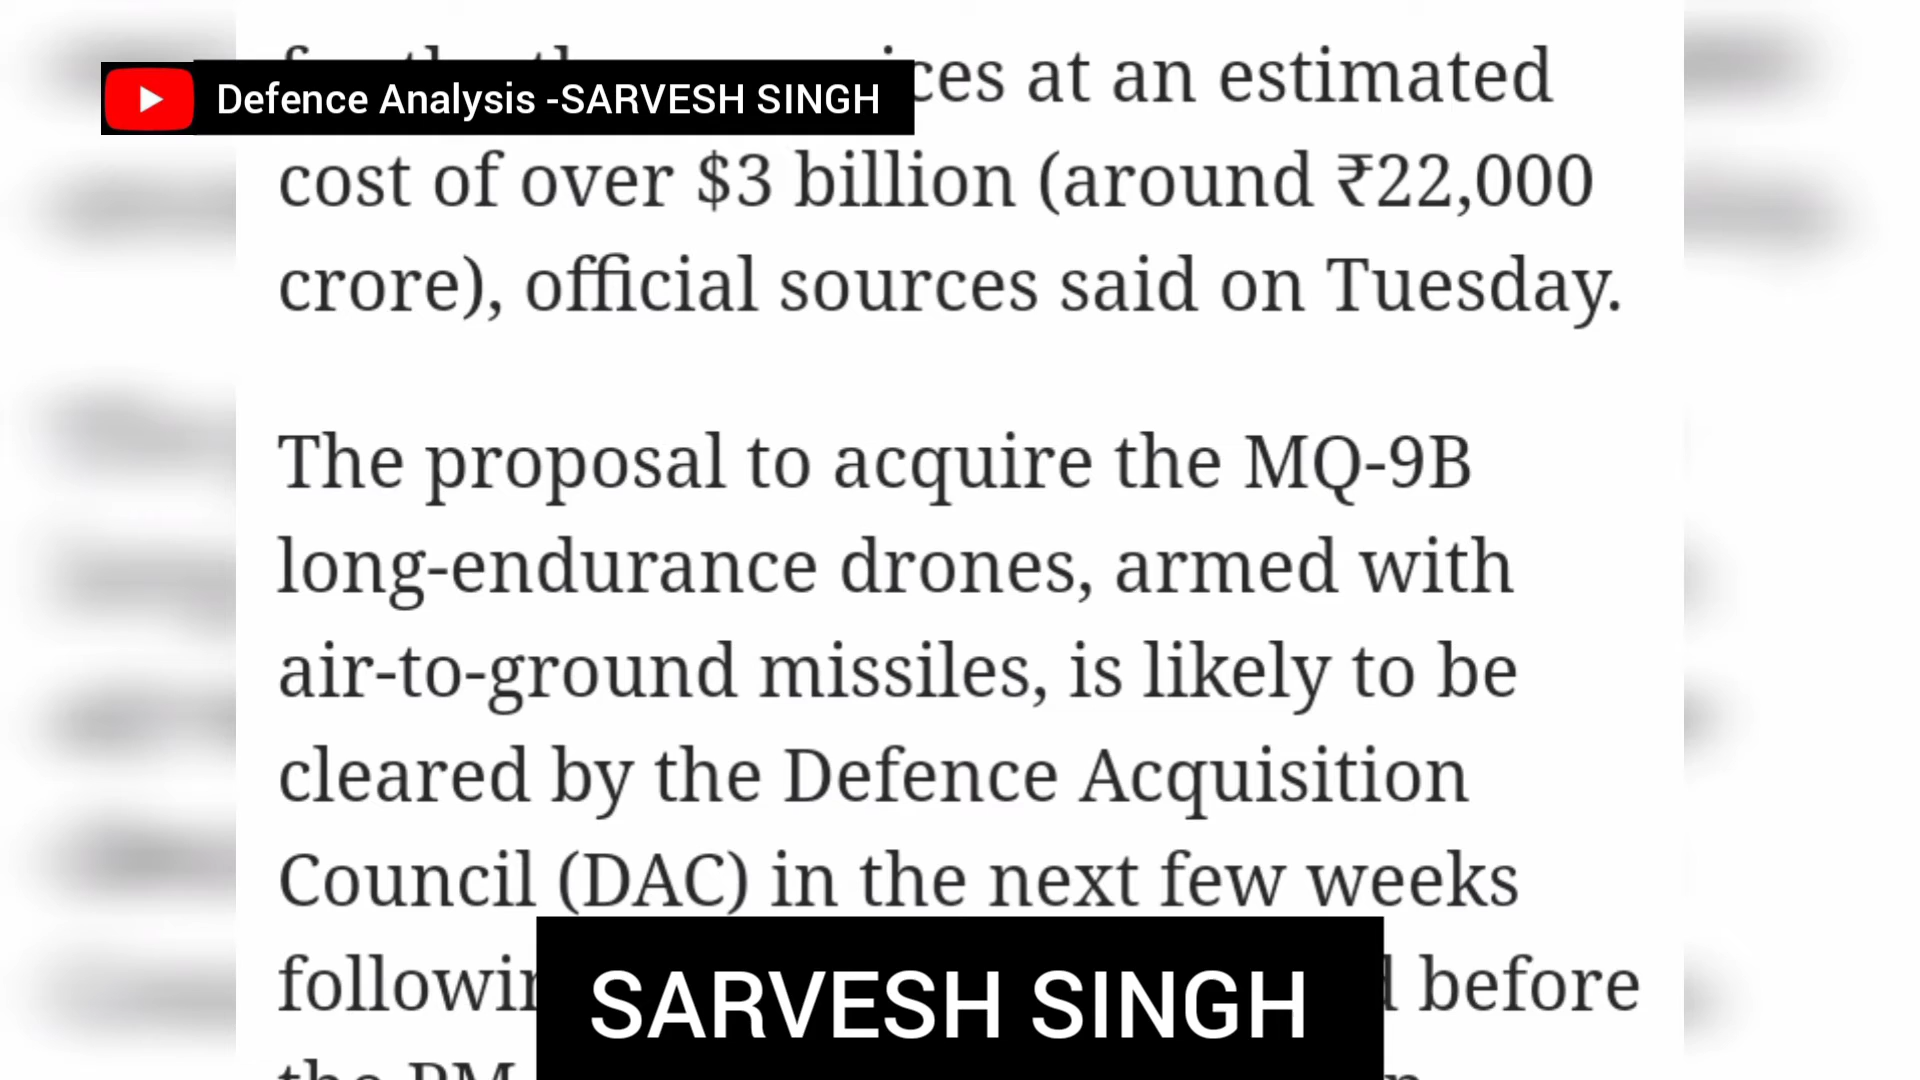 Defence Analysis -SARVESH SINGH
ces at an estimated
cost of over $3 billion (around ₹22,000
crore), official sources said on Tuesday.
The proposal to acquire the MQ-9B
long-endurance drones, armed with
air-to-ground missiles, is likely to be
cleared by the Defence Acquisition
Council (DAC) in the next few weeks
before
SARVESH SINGH